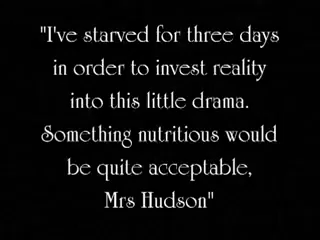 "I've starved for three days
in order to invest reality
into this little drama.
Something nutritious would
be quite acceptable,
Mrs Hudson"